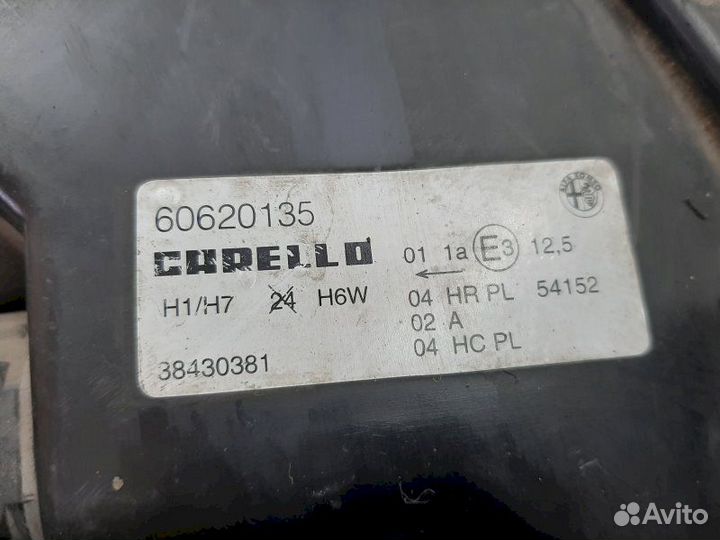 60620135
CARELLO 01 1a E3 12,5
H1/H7 24 H6W 04 HR PL 54152
02 A
38430381 04 HC PL
Avito